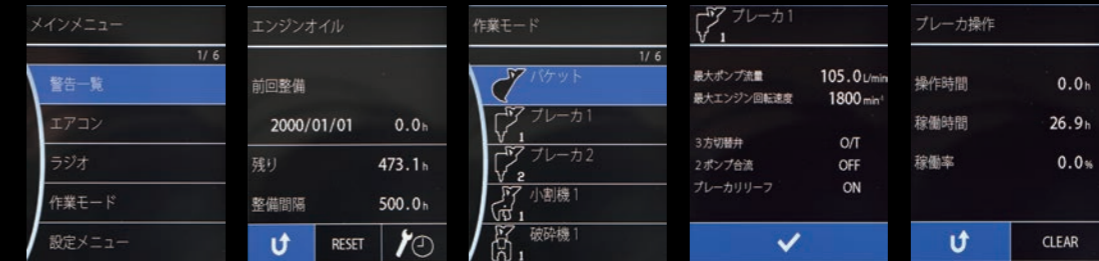 メインメニュー
1/6
警告一覧
エアコン
ラジオ
作業モード
設定メニュー
エンジンオイル
前回整備
2000/01/01 0.0h
残り 473.1h
整備間隔 500.0h
RESET
作業モード
1/6
バケット
ブレーカ1
1
ブレーカ2
2
小割機1
1
破砕機1
1
ブレーカ1
1
最大ポンプ流量 105.0L/min
最大エンジン回転速度 1800min⁻¹
3方切替弁 O/T
2ポンプ合流 OFF
ブレーカリリーフ ON
ブレーカ操作
操作時間 0.0h
稼働時間 26.9h
稼働率 0.0%
CLEAR